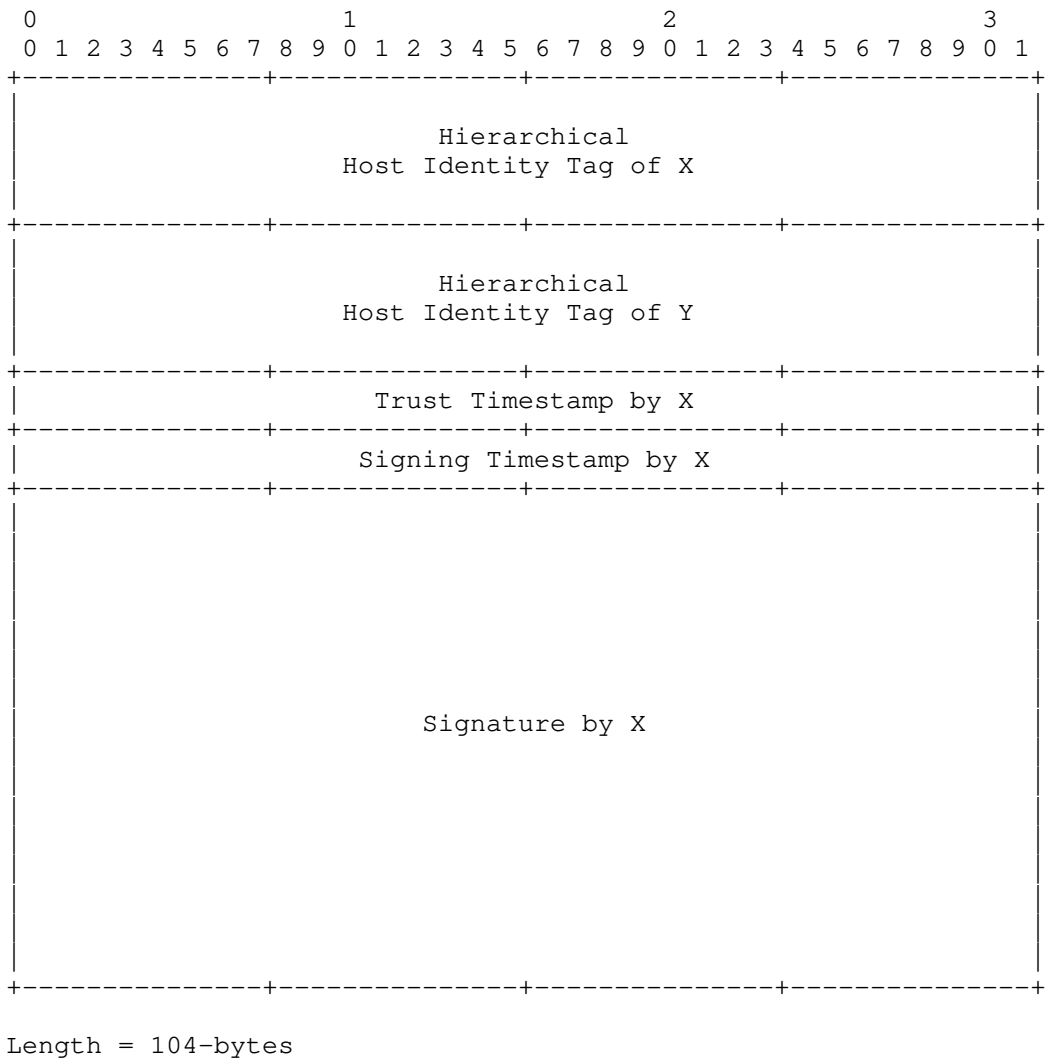 0                   1                   2                   3
0 1 2 3 4 5 6 7 8 9 0 1 2 3 4 5 6 7 8 9 0 1 2 3 4 5 6 7 8 9 0 1
Hierarchical
Host Identity Tag of X
Hierarchical
Host Identity Tag of Y
Trust Timestamp by X
Signing Timestamp by X
Signature by X
Length = 104-bytes